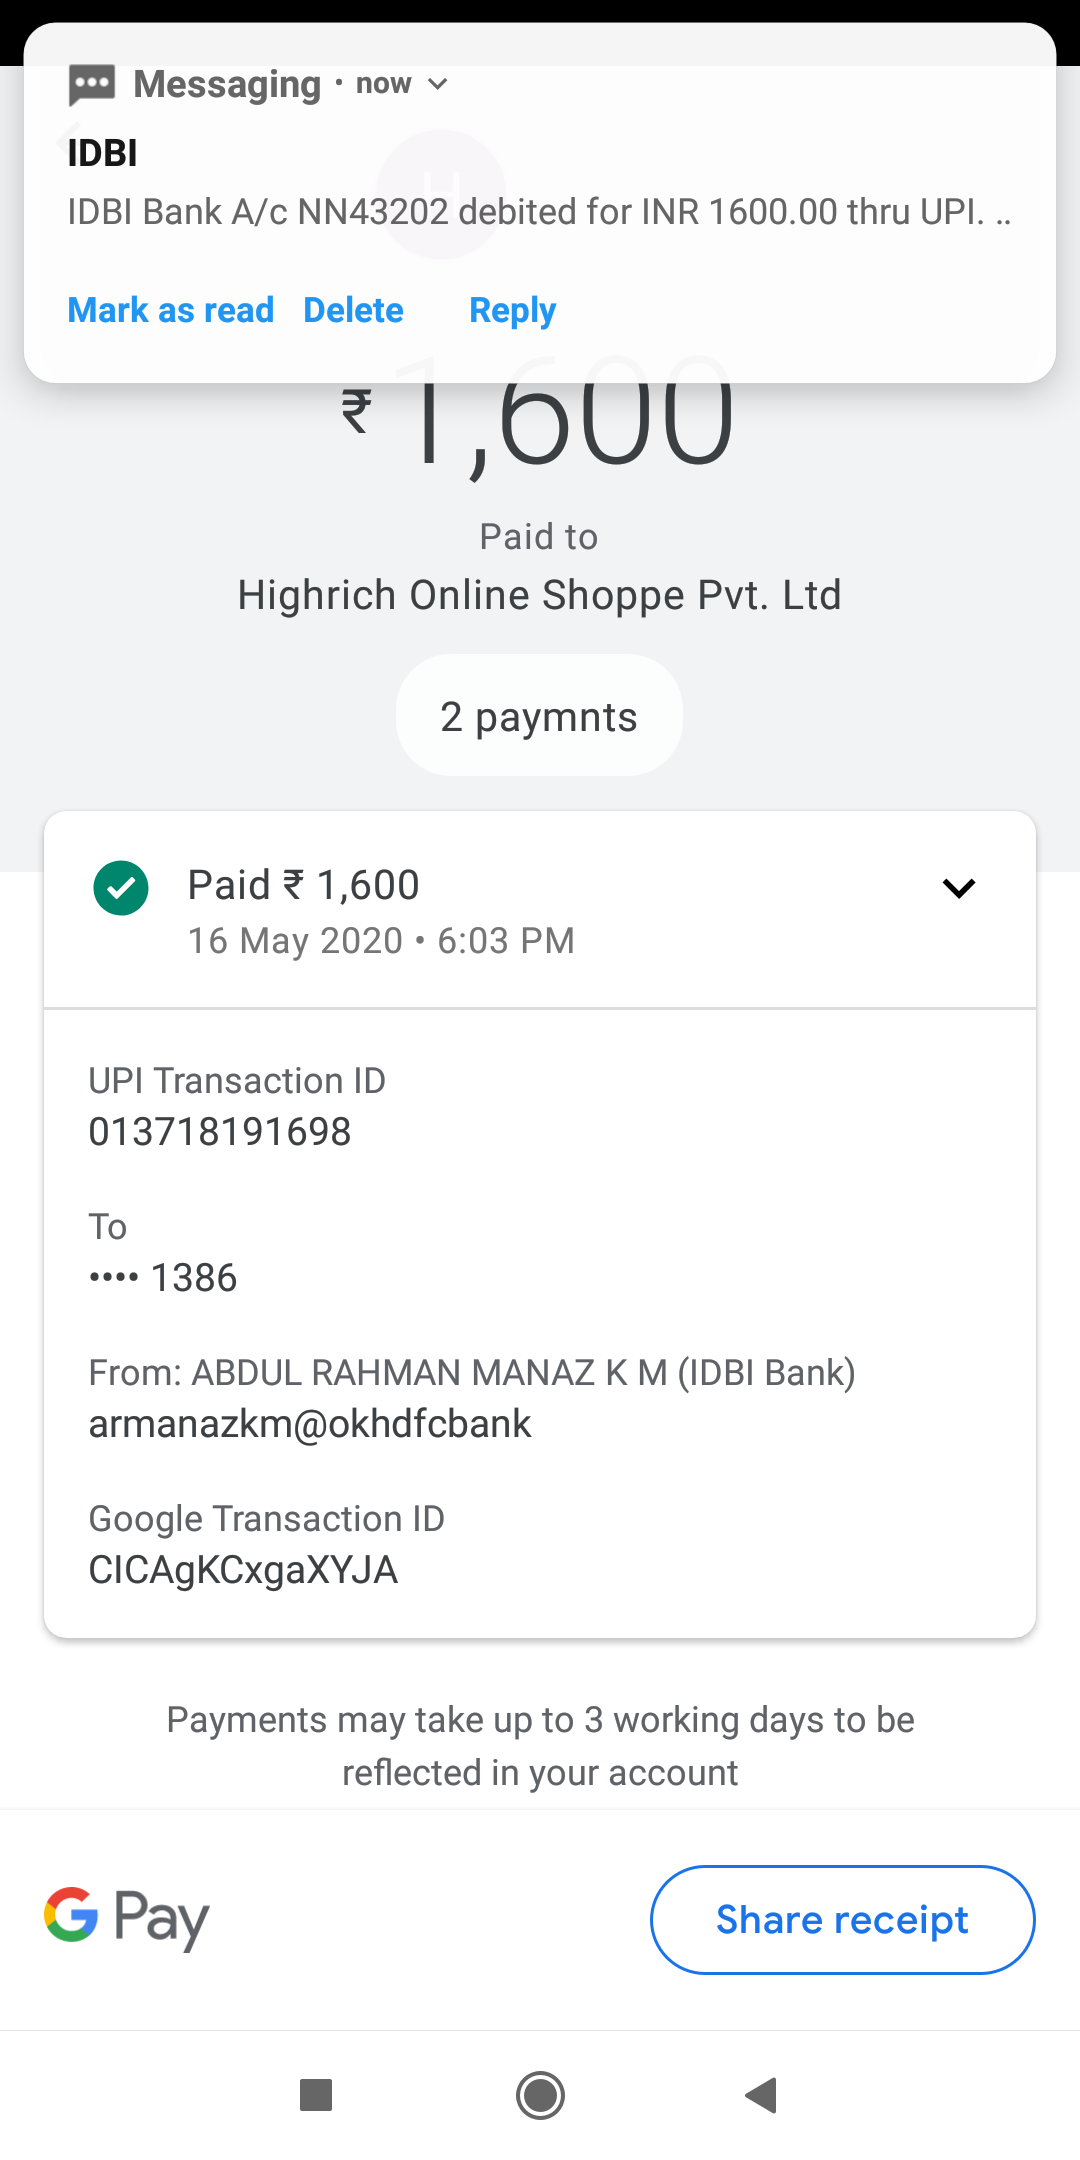 Messaging • now
IDBI
IDBI Bank A/c NN43202 debited for INR 1600.00 thru UPI. ..
Mark as read Delete Reply
H
₹ 1,600
Paid to
Highrich Online Shoppe Pvt. Ltd
2 paymnts
Paid ₹ 1,600
16 May 2020 • 6:03 PM
UPI Transaction ID
013718191698
To
•••• 1386
From: ABDUL RAHMAN MANAZ K M (IDBI Bank)
armanazkm@okhdfcbank
Google Transaction ID
CICAgKCxgaXYJA
Payments may take up to 3 working days to be
reflected in your account
G Pay
Share receipt